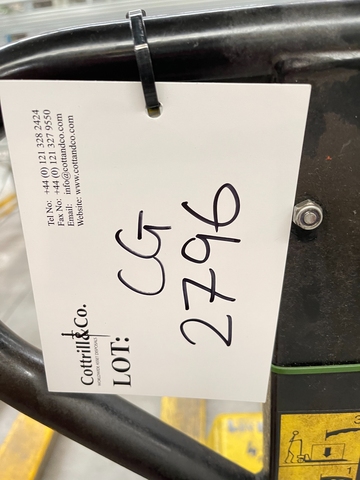 Tel No: +44 (0) 121 328 2424
Fax No: +44 (0) 121 327 9550
Email: info@cottandco.com
Website: www.cottandco.com
Cottrill&Co.
LOT: CG
2796